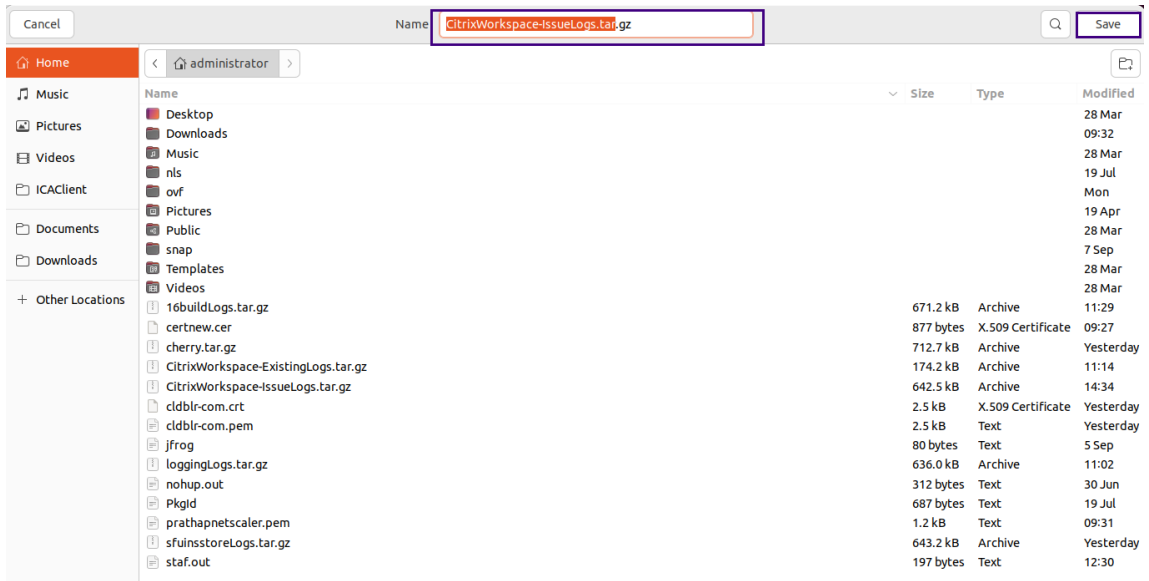 Cancel Name CitrixWorkspace-IssueLogs.tar.gz Save
Home administrator
Music Name Size Type Modified
Desktop 28 Mar
Pictures Downloads 09:32
Music 28 Mar
Videos nls 19 Jul
ICAClient ovf Mon
Pictures 19 Apr
Documents Public 28 Mar
snap 7 Sep
Downloads Templates 28 Mar
Videos 28 Mar
Other Locations 16buildLogs.tar.gz 671.2 kB Archive 11:29
certnew.cer 877 bytes X.509 Certificate 09:27
cherry.tar.gz 712.7 kB Archive Yesterday
CitrixWorkspace-ExistingLogs.tar.gz 174.2 kB Archive 11:14
CitrixWorkspace-IssueLogs.tar.gz 642.5 kB Archive 14:34
cldblr-com.crt 2.5 kB X.509 Certificate Yesterday
cldblr-com.pem 2.5 kB Text Yesterday
jfrog 80 bytes Text 5 Sep
loggingLogs.tar.gz 636.0 kB Archive 11:02
nohup.out 312 bytes Text 30 Jun
PkgId 687 bytes Text 19 Jul
prathapnetscaler.pem 1.2 kB Text 09:31
sfuinsstoreLogs.tar.gz 643.2 kB Archive Yesterday
staf.out 197 bytes Text 12:30